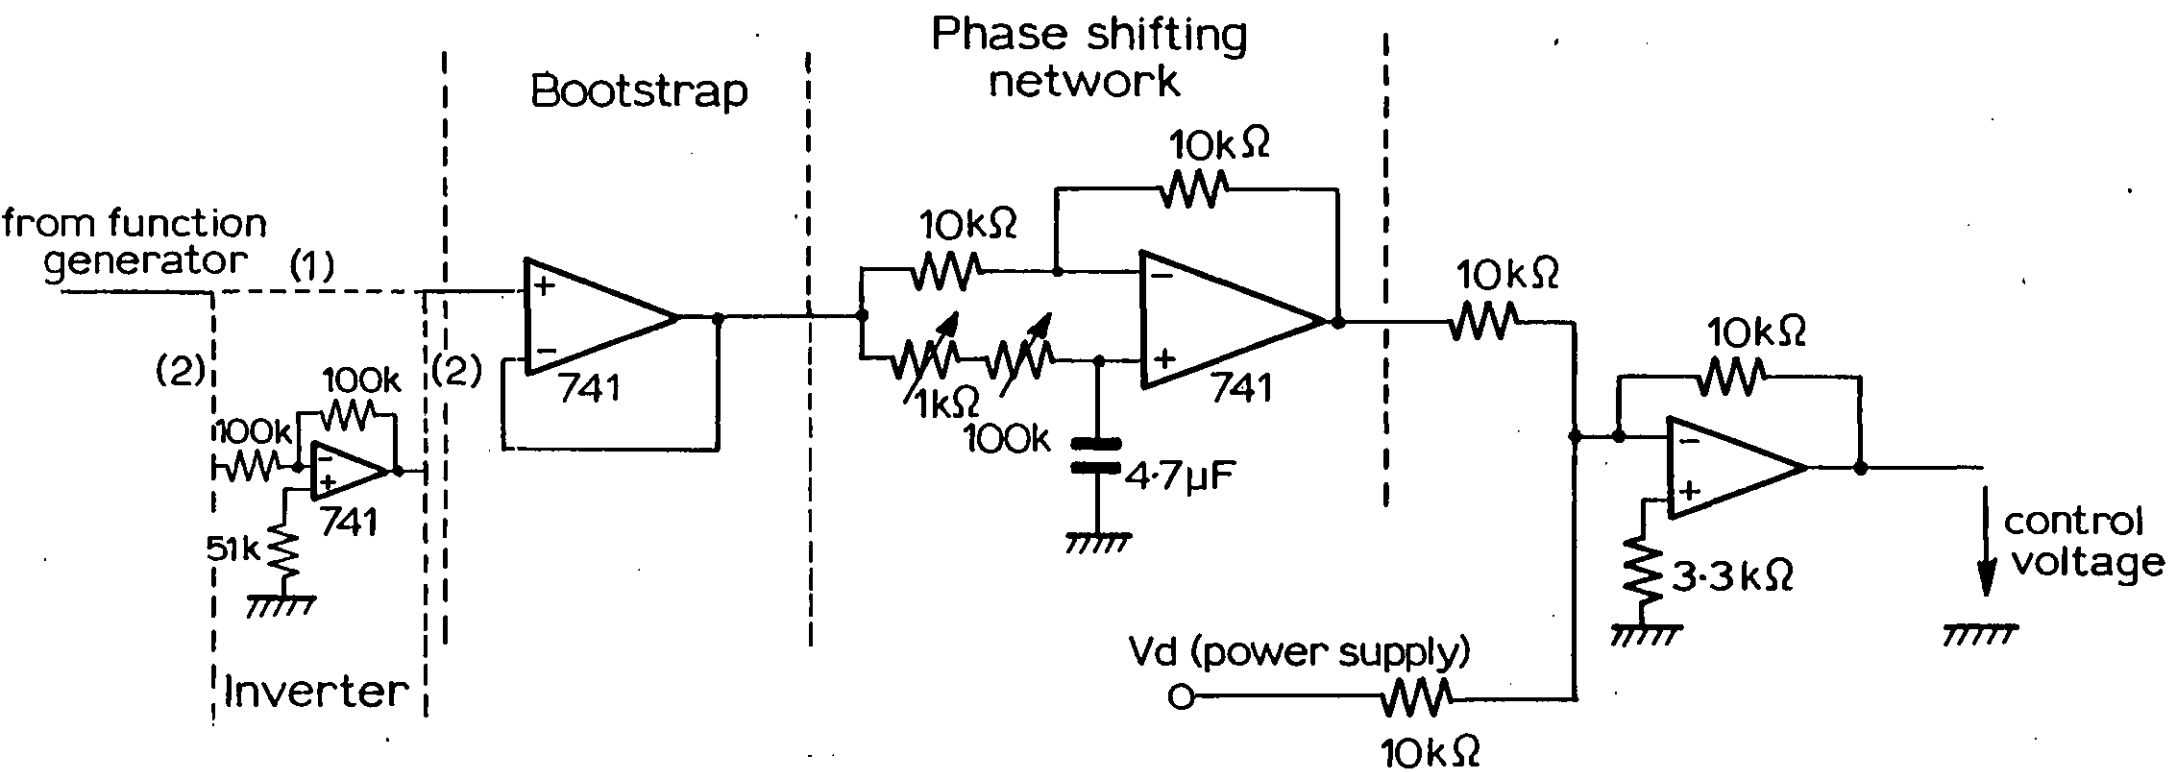 Phase shifting
network
Bootstrap
10kΩ
from function
generator
(1)
10kΩ
+
-
741
-
+
741
10kΩ
1kΩ
100k
4.7μF
(2)
(2)
100k
100k
-
+
741
51k
Inverter
10kΩ
-
+
3.3kΩ
control
voltage
Vd (power supply)
10kΩ